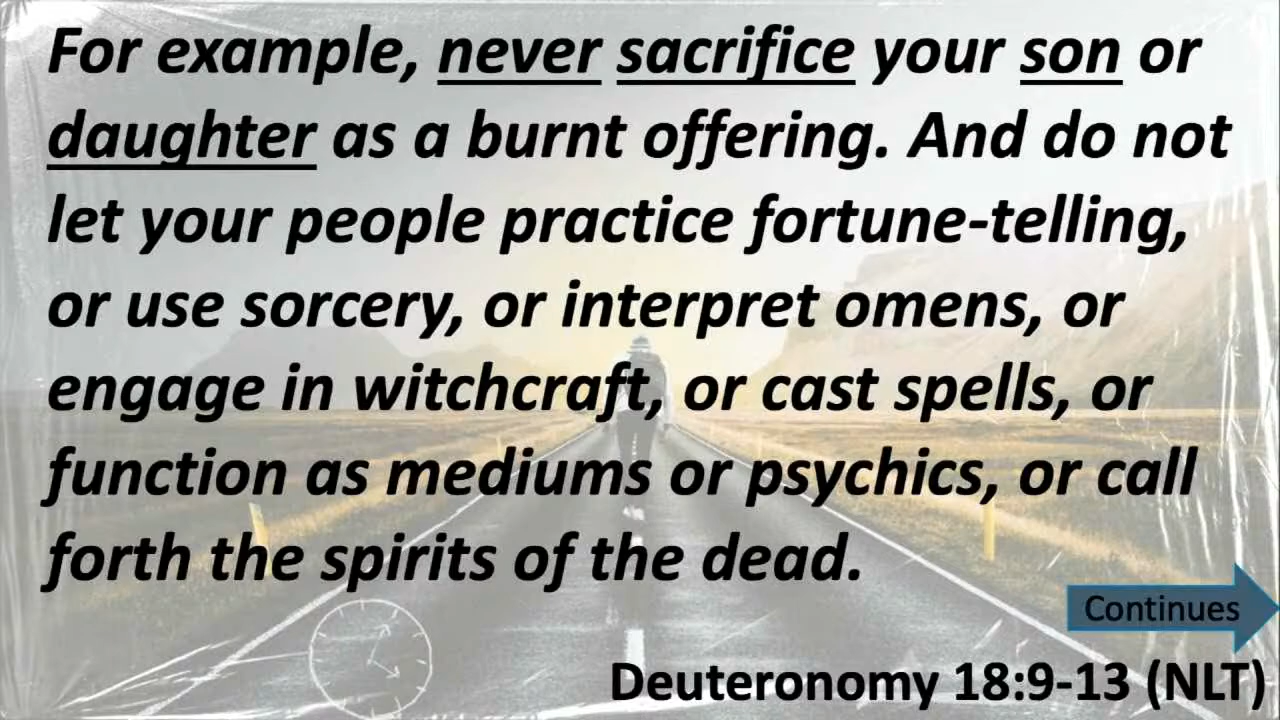 For example, never sacrifice your son or
daughter as a burnt offering. And do not
let your people practice fortune-telling,
or use sorcery, or interpret omens, or
engage in witchcraft, or cast spells, or
function as mediums or psychics, or call
forth the spirits of the dead.
Continues
Deuteronomy 18:9-13 (NLT)